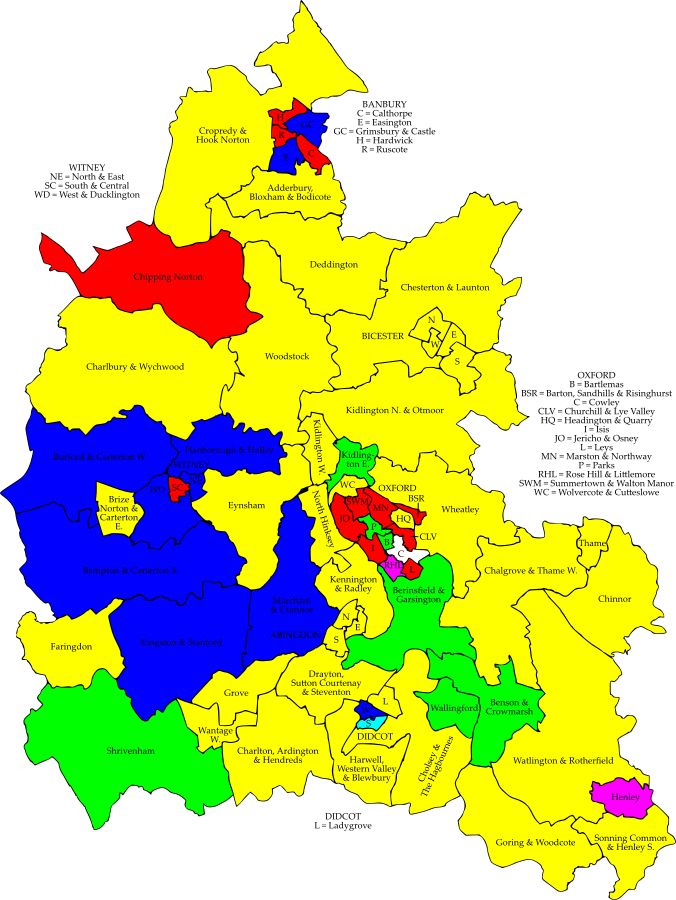 BANBURY
C = Calthorpe
E = Easington
GC = Grimsbury & Castle
H = Hardwick
R = Ruscote
H
GC
R
C
E
Cropredy &
Hook Norton
WITNEY
NE = North & East
SC = South & Central
WD = West & Ducklington
Adderbury,
Bloxham & Bodicote
Chipping Norton
Deddington
Chesterton & Launton
N
BICESTER
E
W
S
Woodstock
Charlbury & Wychwood
OXFORD
B = Bartlemas
BSR = Barton, Sandhills & Risinghurst
C = Cowley
CLV = Churchill & Lye Valley
HQ = Headington & Quarry
I = Isis
JO = Jericho & Osney
L = Leys
MN = Marston & Northway
P = Parks
RHL = Rose Hill & Littlemore
SWM = Summertown & Walton Manor
WC = Wolvercote & Cutteslowe
Kidlington N. & Otmoor
Kidlington W.
Kidling-
ton E.
Burford & Carterton W.
Hanborough & Hailey
WITNEY
NE
WD
SC
Brize
Norton &
Carterton
E.
Eynsham
North Hinksey
WC
OXFORD
SWM
BSR
MN
JO
HQ
P
CLV
B
I
C
RHL
L
Wheatley
Thame
Chalgrove & Thame W.
Chinnor
Bampton & Carterton S.
Kennington
& Radley
Berinsfield &
Garsington
Marcham
& Cumnor
ABINGDON
N
E
S
Kingston & Stanford
Faringdon
Drayton,
Sutton Courtenay
& Steventon
Grove
L
W
S
DIDCOT
Wallingford
Benson &
Crowmarsh
Wantage
W.
Shrivenham
Charlton, Ardington
& Hendreds
Harwell,
Western Valley
& Blewbury
Cholsey &
The Hagbournes
Watlington & Rotherfield
Henley
DIDCOT
L = Ladygrove
Goring & Woodcote
Sonning Common
& Henley S.